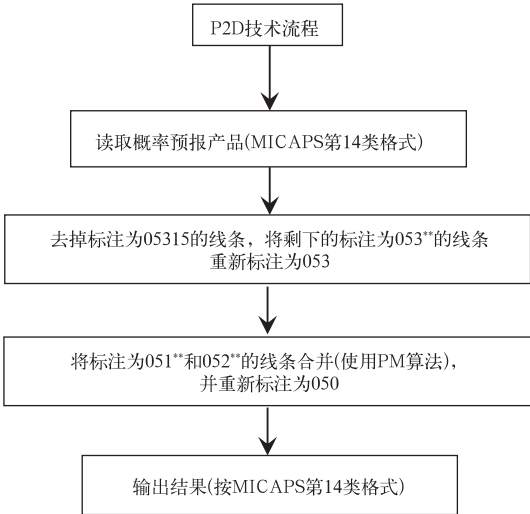 P2D技术流程
读取概率预报产品(MICAPS第14类格式)
去掉标注为05315的线条，将剩下的标注为053**的线条
重新标注为053
将标注为051**和052**的线条合并(使用PM算法)，
并重新标注为050
输出结果(按MICAPS第14类格式)